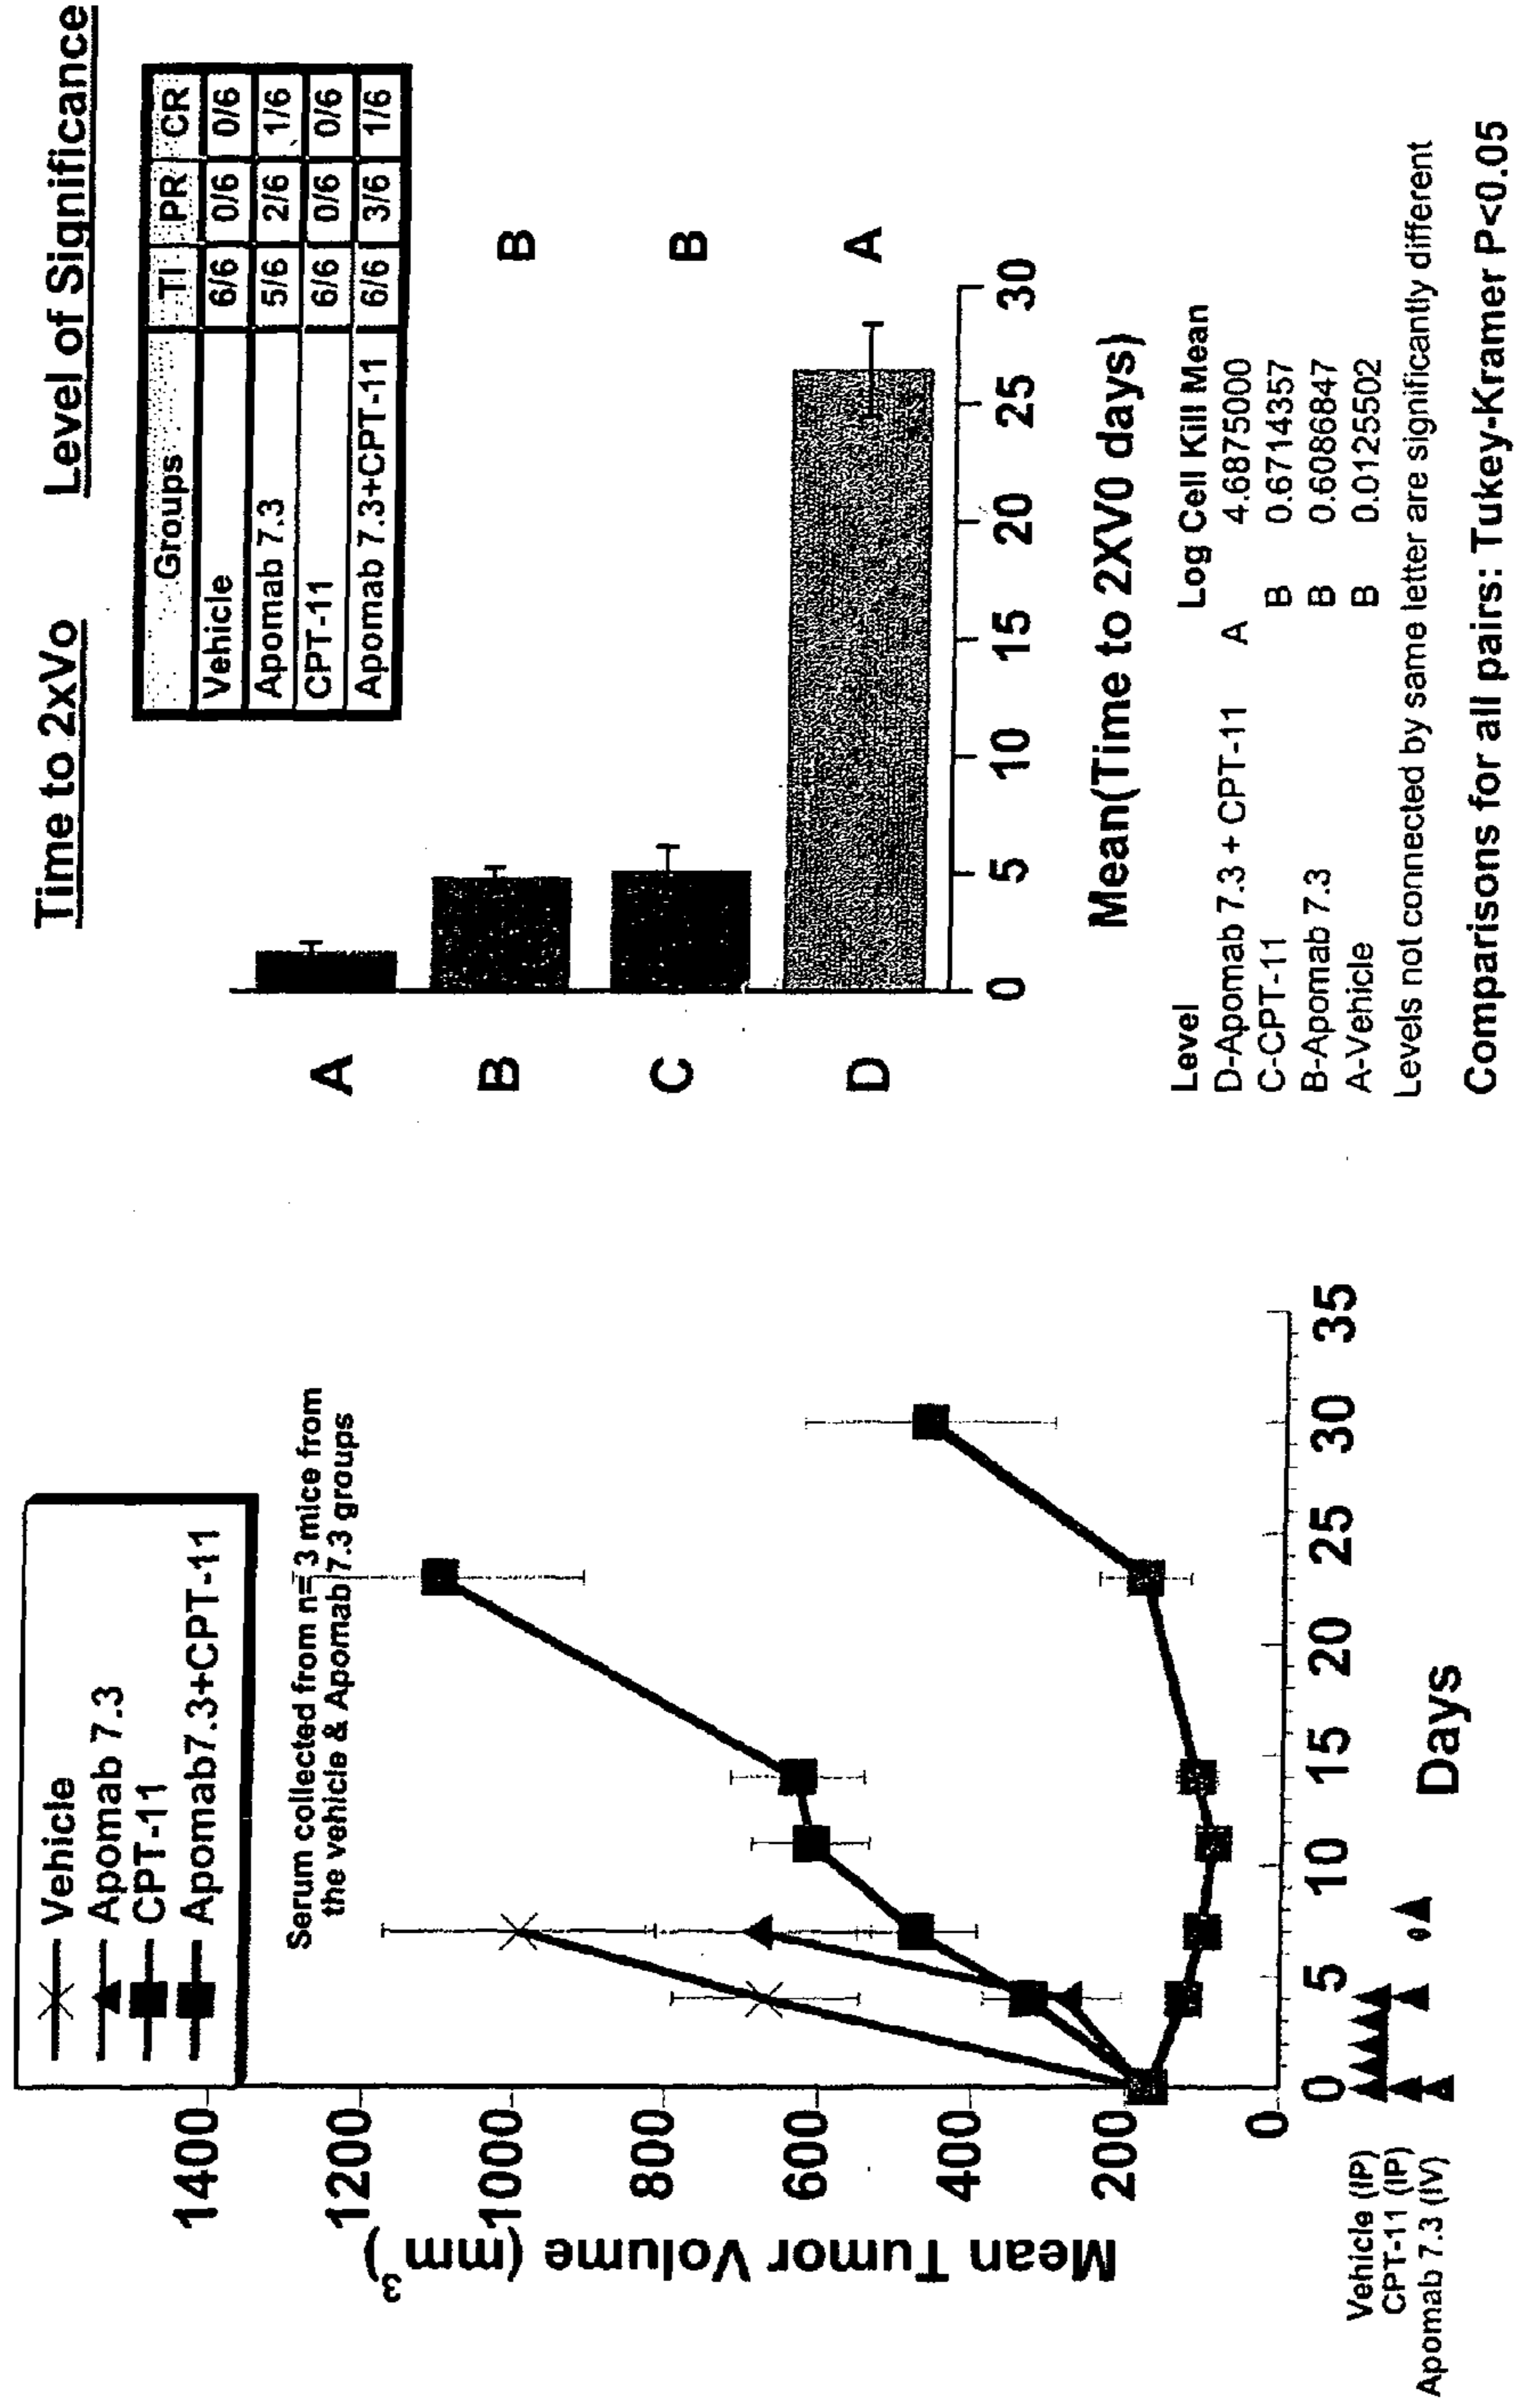 Vehicle
Apomab 7.3
CPT-11
Apomab7.3+CPT-11
Serum collected from n= 3 mice from
the vehicle & Apomab 7.3 groups
1400
1200
1000
800
600
400
200
0
Mean Tumor Volume (mm3)
0 5 10 15 20 25 30 35
Days
Vehicle (IP)
CPT-11 (IP)
Apomab 7.3 (IV)
Time to 2xVo
Level of Significance
Groups TI PR CR
Vehicle 6/6 0/6 0/6
Apomab 7.3 5/6 2/6 1/6
CPT-11 6/6 0/6 0/6
Apomab 7.3+CPT-11 6/6 3/6 1/6
A
B B
C B
D A
0 5 10 15 20 25 30
Mean(Time to 2XV0 days)
Level Log Cell Kill Mean
D-Apomab 7.3 + CPT-11 A 4.6875000
C-CPT-11 B 0.6714357
B-Apomab 7.3 B 0.6086847
A-Vehicle B 0.0125502
Levels not connected by same letter are significantly different
Comparisons for all pairs: Tukey-Kramer P<0.05